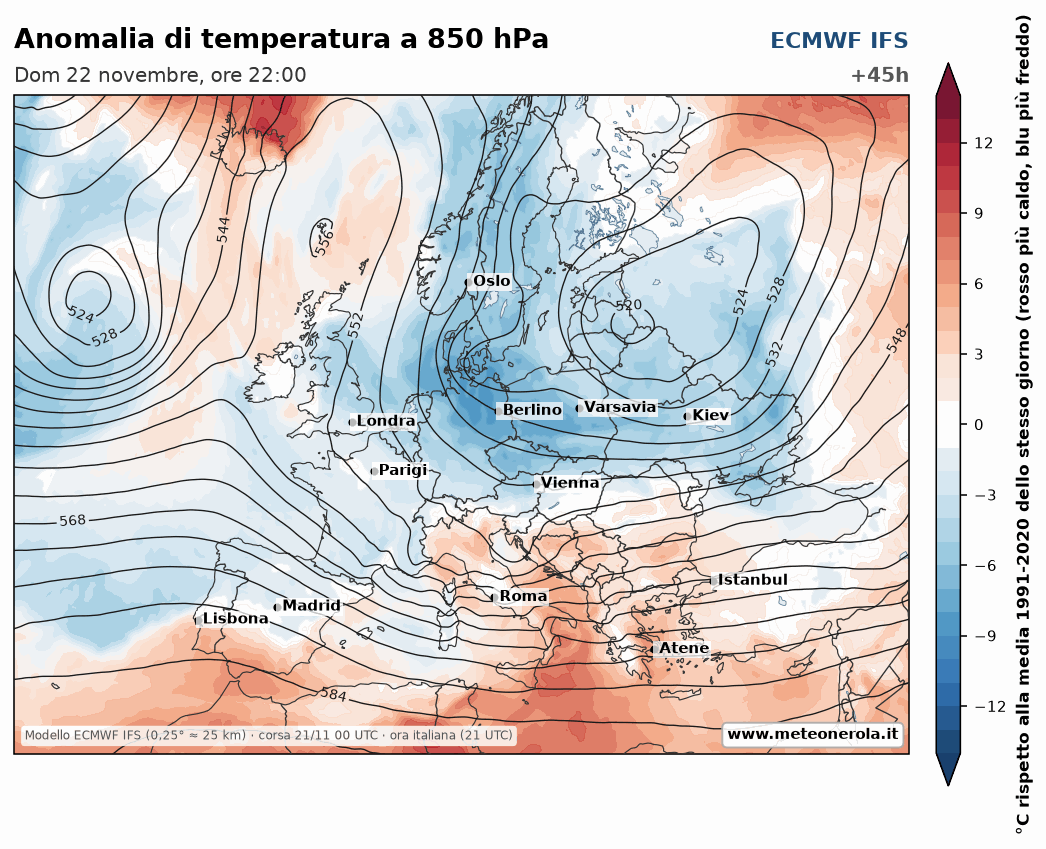 Anomalia di temperatura a 850 hPa
ECMWF IFS
Dom 22 novembre, ore 22:00
+45h
544
556
552
524
528
520
524
528
532
548
568
584
Oslo
Berlino
Varsavia
Kiev
Londra
Parigi
Vienna
Istanbul
Roma
Madrid
Lisbona
Atene
Modello ECMWF IFS (0,25° ≈ 25 km) · corsa 21/11 00 UTC · ora italiana (21 UTC)
www.meteonerola.it
12
9
6
3
0
−3
−6
−9
−12
°C rispetto alla media 1991-2020 dello stesso giorno (rosso più caldo, blu più freddo)